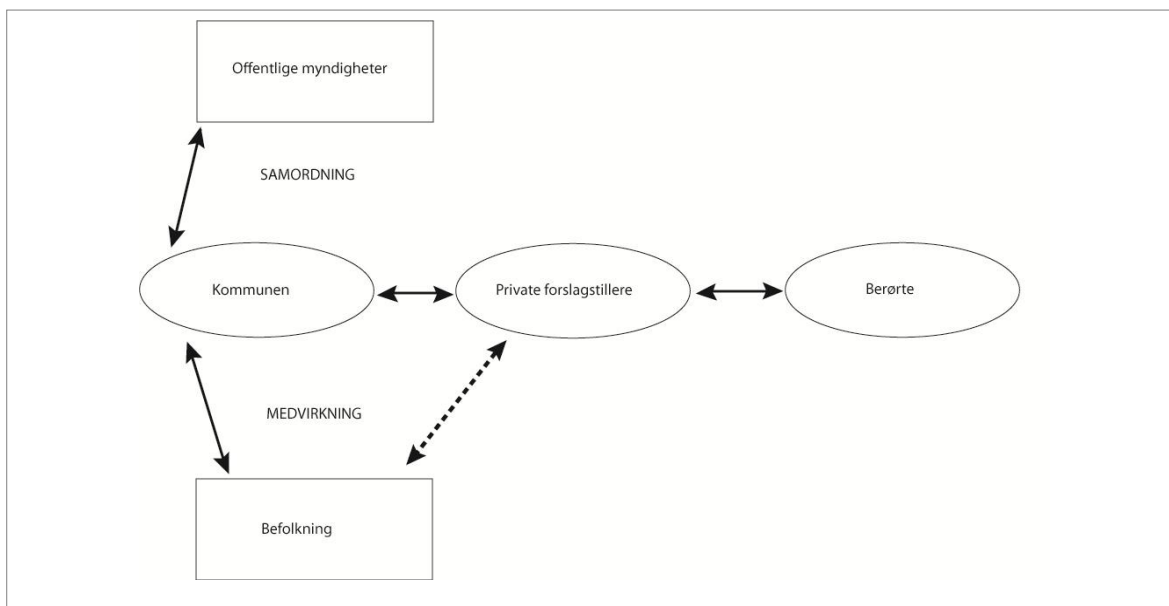 Offentlige myndigheter
SAMORDNING
Kommunen
Private forslagstillere
Berørte
MEDVIRKNING
Befolkning